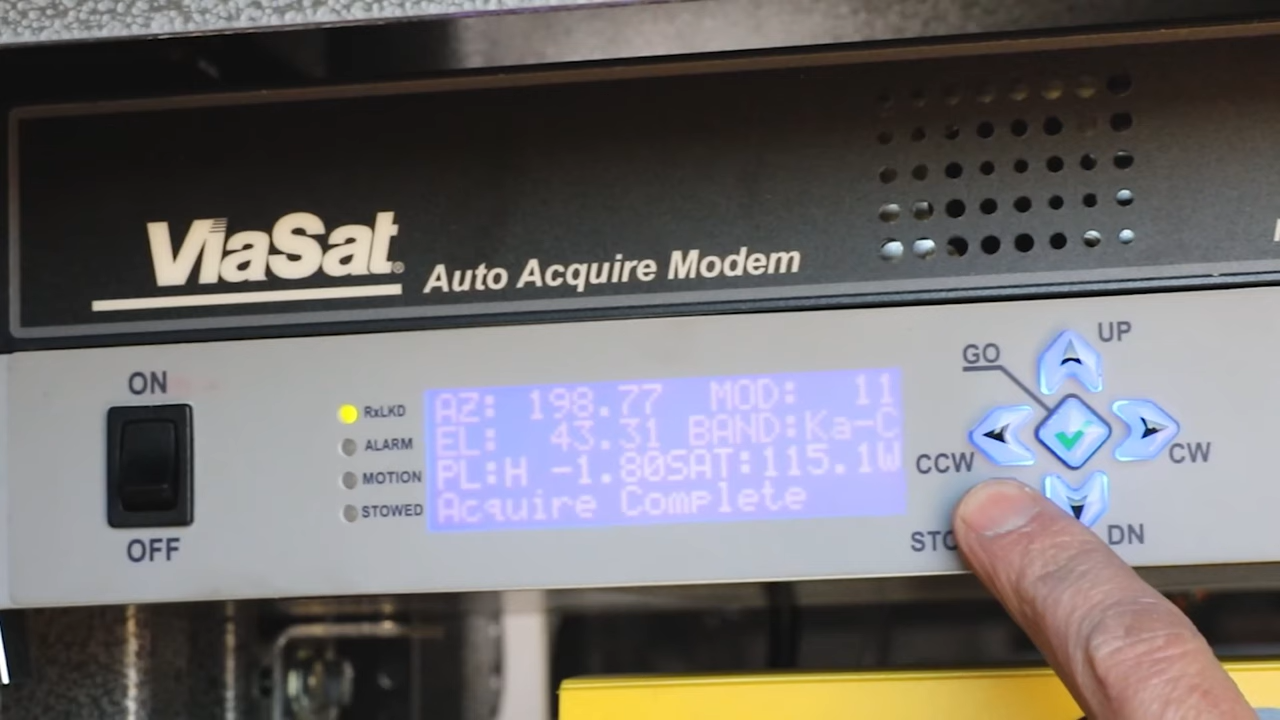 ViaSat®
Auto Acquire Modem
ON
OFF
RxLKD
ALARM
MOTION
STOWED
AZ: 198.77 MOD: 11
EL: 43.31 BAND:Ka-C
PL:H -1.80SAT:115.1W
Acquire Complete
GO
UP
CCW
CW
DN